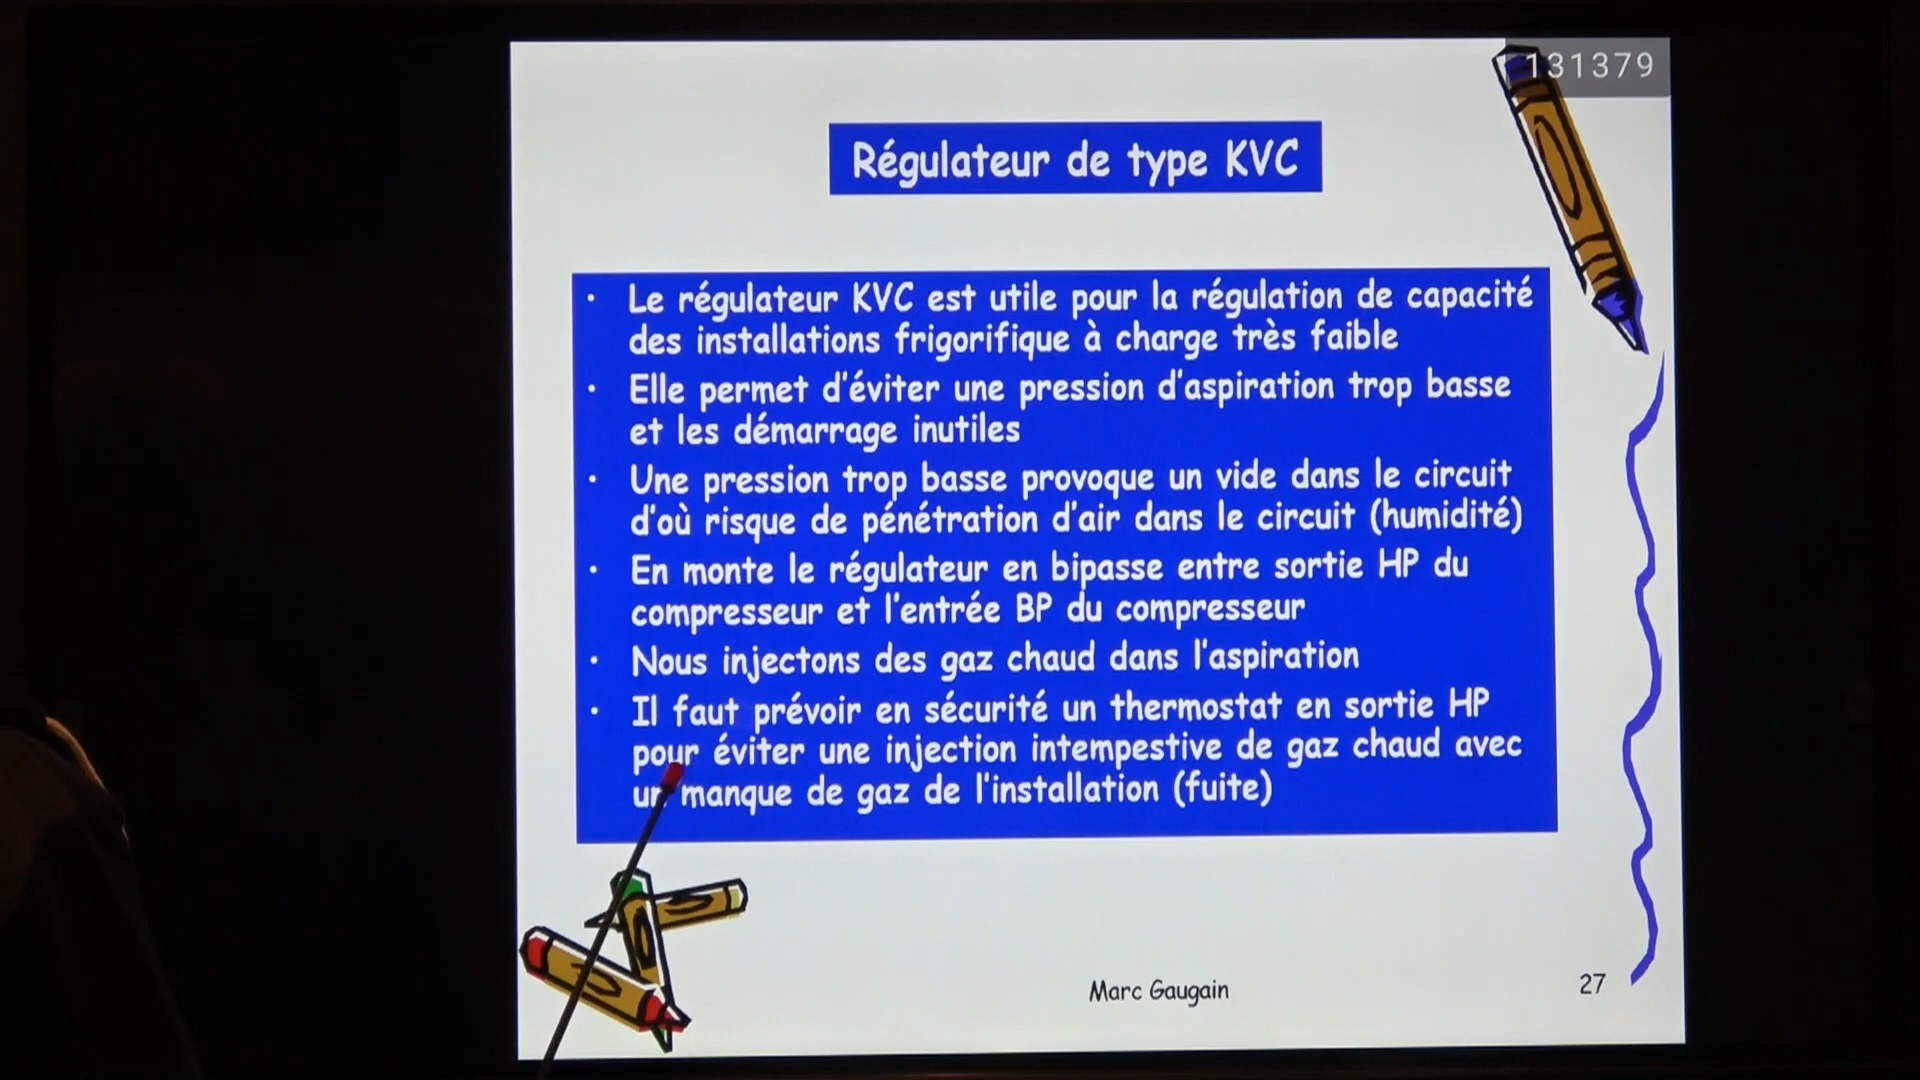 131379
Régulateur de type KVC
• Le régulateur KVC est utile pour la régulation de capacité
des installations frigorifique à charge très faible
• Elle permet d'éviter une pression d'aspiration trop basse
et les démarrage inutiles
• Une pression trop basse provoque un vide dans le circuit
d'où risque de pénétration d'air dans le circuit (humidité)
• En monte le régulateur en bipasse entre sortie HP du
compresseur et l'entrée BP du compresseur
• Nous injectons des gaz chaud dans l'aspiration
• Il faut prévoir en sécurité un thermostat en sortie HP
pour éviter une injection intempestive de gaz chaud avec
un manque de gaz de l'installation (fuite)
Marc Gaugain
27